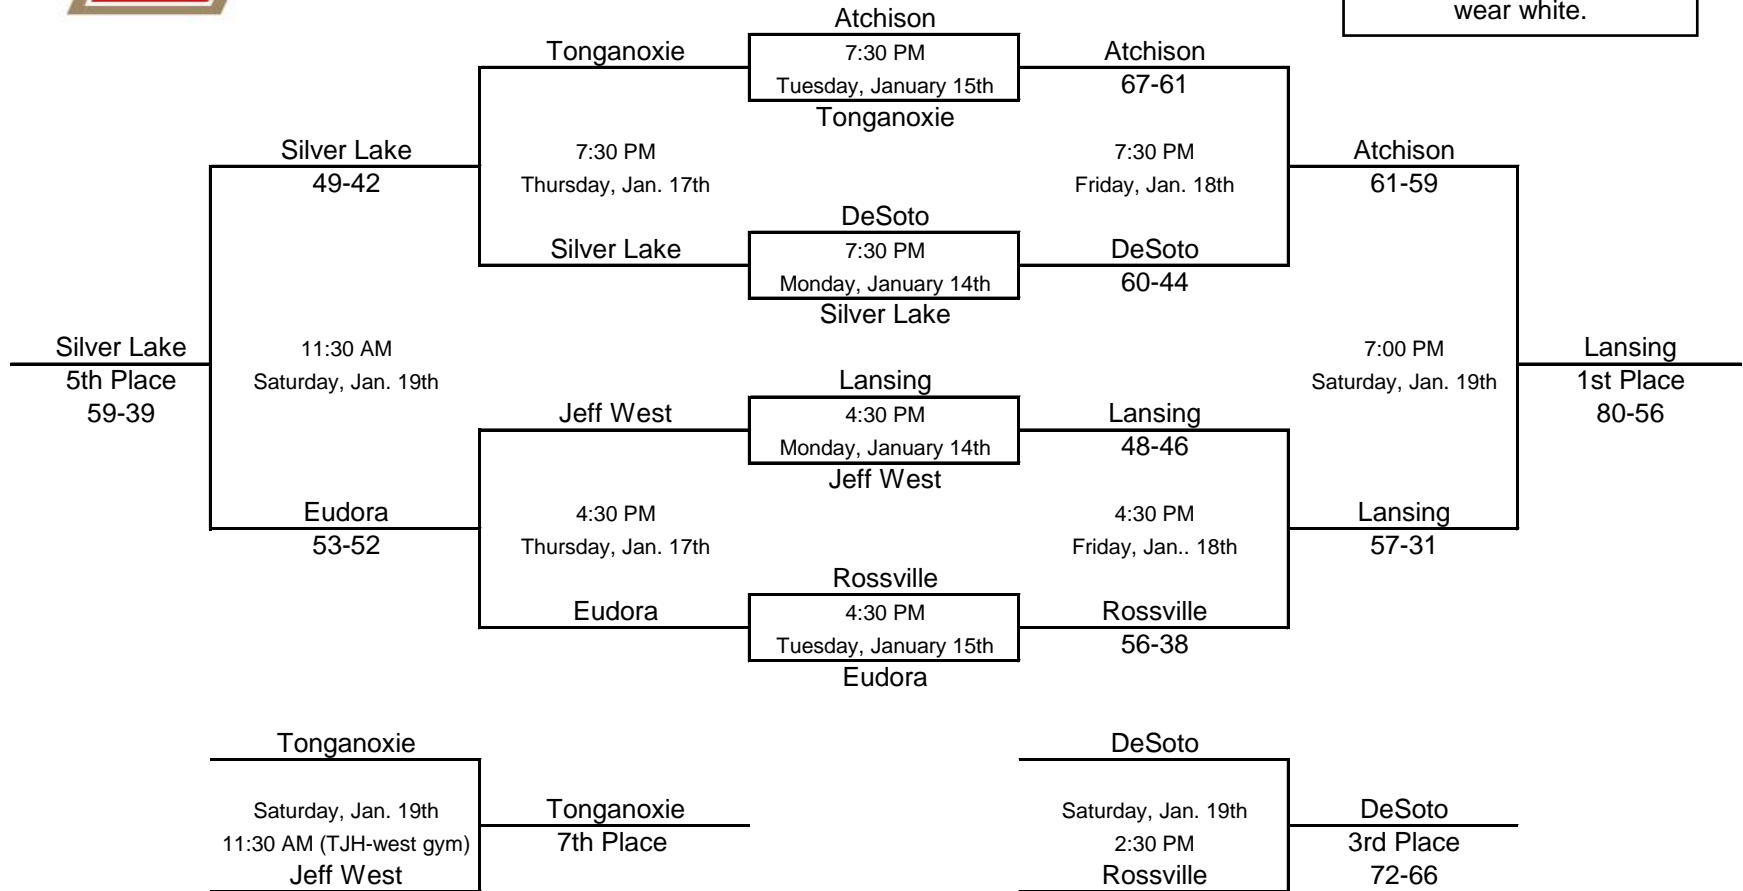 wear white.
Atchison
Tonganoxie
7:30 PM
Atchison
Tuesday, January 15th
67-61
Tonganoxie
Silver Lake
7:30 PM
7:30 PM
Atchison
49-42
Thursday, Jan. 17th
Friday, Jan. 18th
61-59
DeSoto
Silver Lake
7:30 PM
DeSoto
Monday, January 14th
60-44
Silver Lake
Silver Lake
11:30 AM
7:00 PM
Lansing
5th Place
Saturday, Jan. 19th
Lansing
Saturday, Jan. 19th
1st Place
59-39
Jeff West
4:30 PM
Lansing
80-56
Monday, January 14th
48-46
Jeff West
Eudora
4:30 PM
4:30 PM
Lansing
53-52
Thursday, Jan. 17th
Friday, Jan.. 18th
57-31
Rossville
Eudora
4:30 PM
Rossville
Tuesday, January 15th
56-38
Eudora
Tonganoxie
DeSoto
Saturday, Jan. 19th
Tonganoxie
Saturday, Jan. 19th
DeSoto
11:30 AM (TJH-west gym)
7th Place
2:30 PM
3rd Place
Jeff West
Rossville
72-66